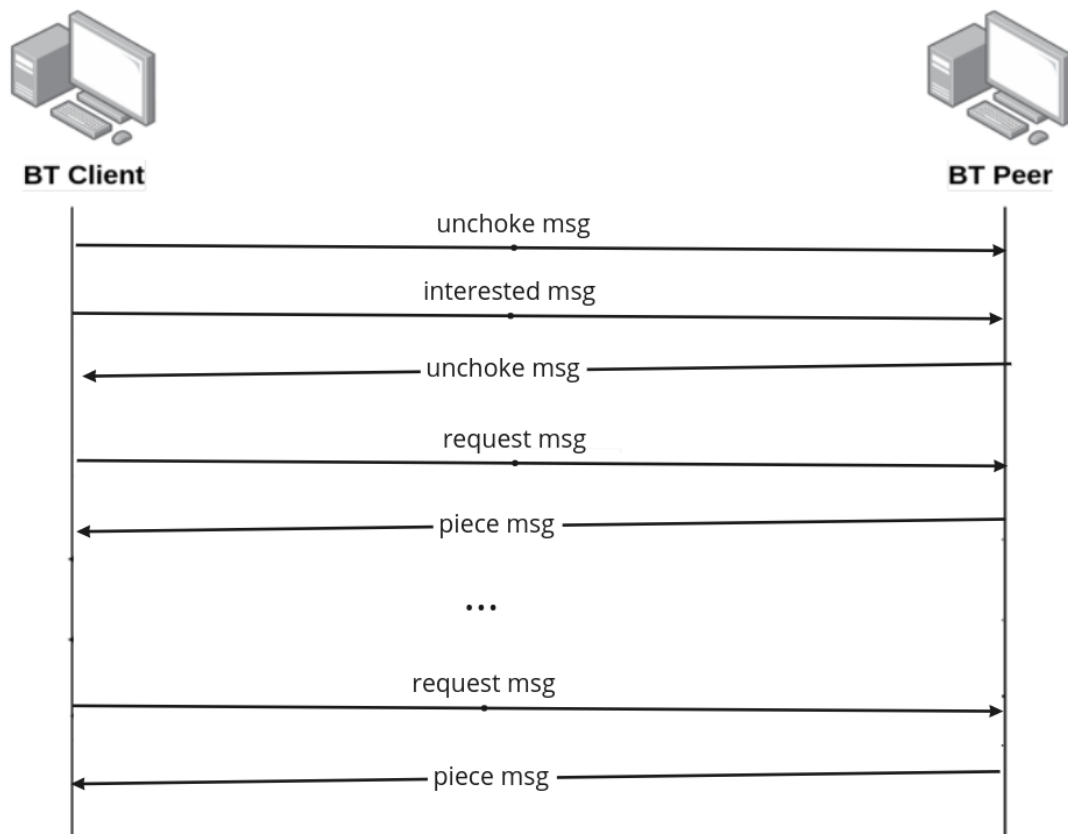 BT Client
BT Peer
unchoke msg
interested msg
unchoke msg
request msg
piece msg
...
request msg
piece msg